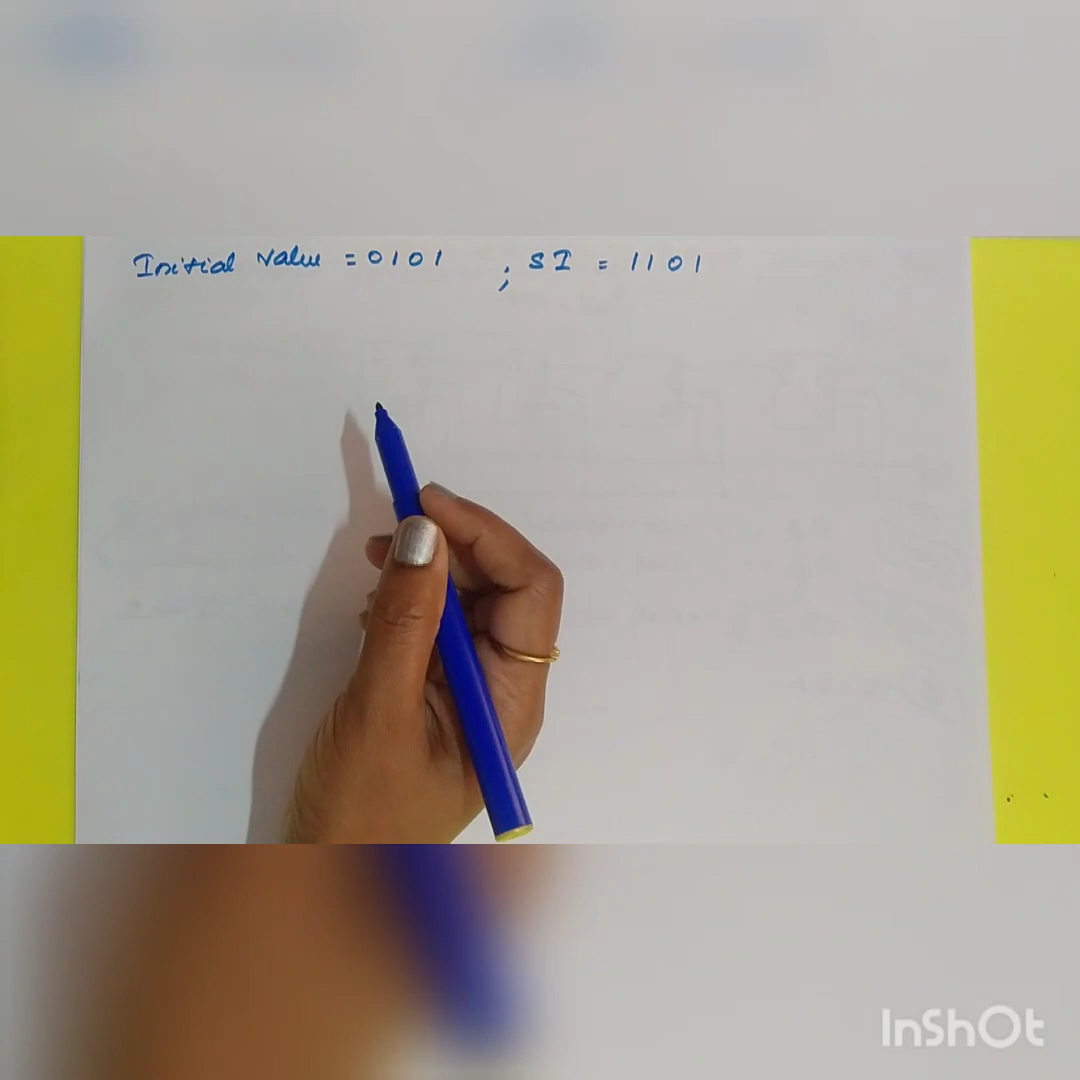 Initial value = 0101 ; SI = 1101
InShOt